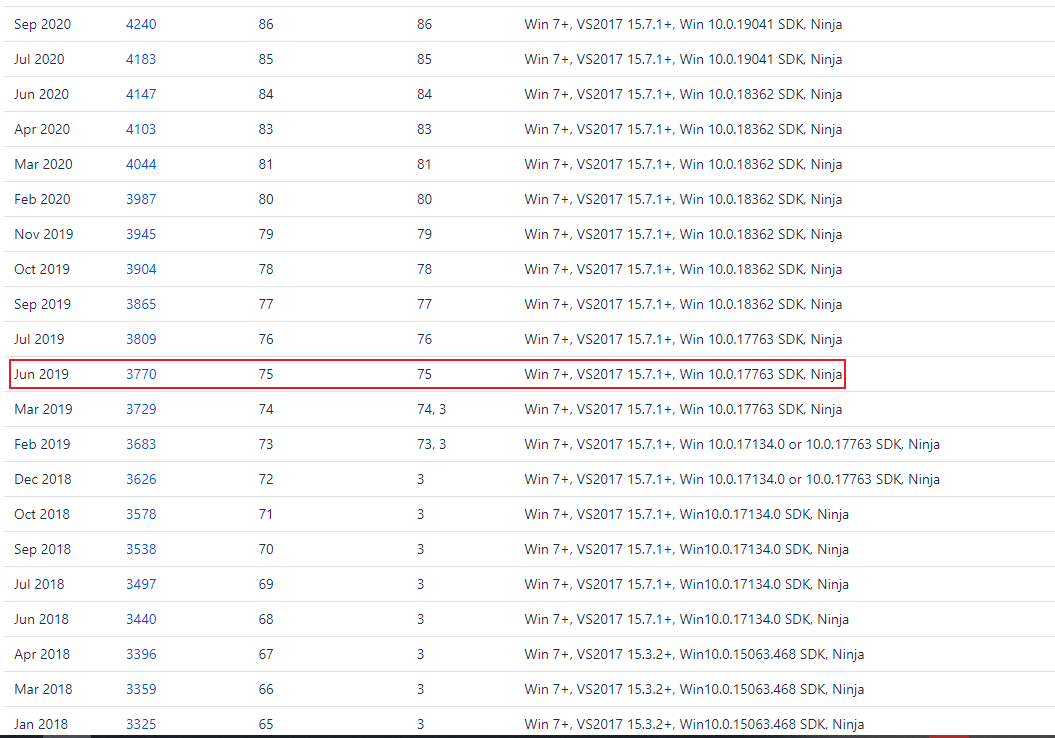 Sep 2020 4240 86 86 Win 7+, VS2017 15.7.1+, Win 10.0.19041 SDK, Ninja
Jul 2020 4183 85 85 Win 7+, VS2017 15.7.1+, Win 10.0.19041 SDK, Ninja
Jun 2020 4147 84 84 Win 7+, VS2017 15.7.1+, Win 10.0.18362 SDK, Ninja
Apr 2020 4103 83 83 Win 7+, VS2017 15.7.1+, Win 10.0.18362 SDK, Ninja
Mar 2020 4044 81 81 Win 7+, VS2017 15.7.1+, Win 10.0.18362 SDK, Ninja
Feb 2020 3987 80 80 Win 7+, VS2017 15.7.1+, Win 10.0.18362 SDK, Ninja
Nov 2019 3945 79 79 Win 7+, VS2017 15.7.1+, Win 10.0.18362 SDK, Ninja
Oct 2019 3904 78 78 Win 7+, VS2017 15.7.1+, Win 10.0.18362 SDK, Ninja
Sep 2019 3865 77 77 Win 7+, VS2017 15.7.1+, Win 10.0.18362 SDK, Ninja
Jul 2019 3809 76 76 Win 7+, VS2017 15.7.1+, Win 10.0.17763 SDK, Ninja
Jun 2019 3770 75 75 Win 7+, VS2017 15.7.1+, Win 10.0.17763 SDK, Ninja
Mar 2019 3729 74 74, 3 Win 7+, VS2017 15.7.1+, Win 10.0.17763 SDK, Ninja
Feb 2019 3683 73 73, 3 Win 7+, VS2017 15.7.1+, Win 10.0.17134.0 or 10.0.17763 SDK, Ninja
Dec 2018 3626 72 3 Win 7+, VS2017 15.7.1+, Win 10.0.17134.0 or 10.0.17763 SDK, Ninja
Oct 2018 3578 71 3 Win 7+, VS2017 15.7.1+, Win10.0.17134.0 SDK, Ninja
Sep 2018 3538 70 3 Win 7+, VS2017 15.7.1+, Win10.0.17134.0 SDK, Ninja
Jul 2018 3497 69 3 Win 7+, VS2017 15.7.1+, Win10.0.17134.0 SDK, Ninja
Jun 2018 3440 68 3 Win 7+, VS2017 15.7.1+, Win10.0.17134.0 SDK, Ninja
Apr 2018 3396 67 3 Win 7+, VS2017 15.3.2+, Win10.0.15063.468 SDK, Ninja
Mar 2018 3359 66 3 Win 7+, VS2017 15.3.2+, Win10.0.15063.468 SDK, Ninja
Jan 2018 3325 65 3 Win 7+, VS2017 15.3.2+, Win10.0.15063.468 SDK, Ninja